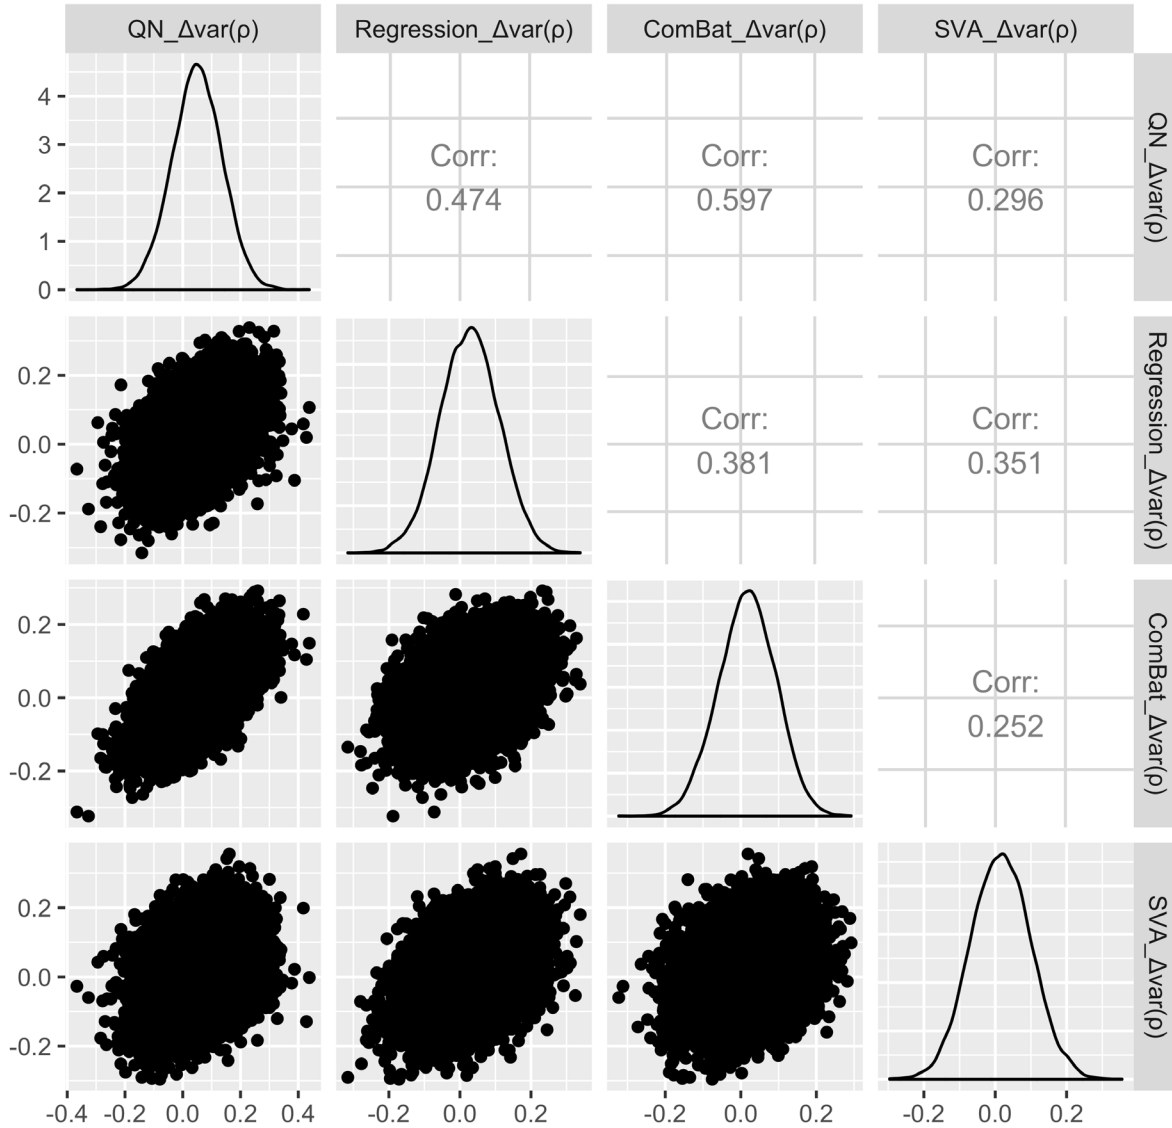 QN_Δvar(ρ) Regression_Δvar(ρ) ComBat_Δvar(ρ) SVA_Δvar(ρ)
4
3
2
1
0
Corr:
0.474
Corr:
0.597
Corr:
0.296
QN_Δvar(ρ)
0.2
0.0
-0.2
Corr:
0.381
Corr:
0.351
Regression_Δvar(ρ)
0.2
0.0
-0.2
Corr:
0.252
ComBat_Δvar(ρ)
0.2
0.0
-0.2
SVA_Δvar(ρ)
-0.4 -0.2 0.0 0.2 0.4 -0.2 0.0 0.2 -0.2 0.0 0.2 -0.2 0.0 0.2